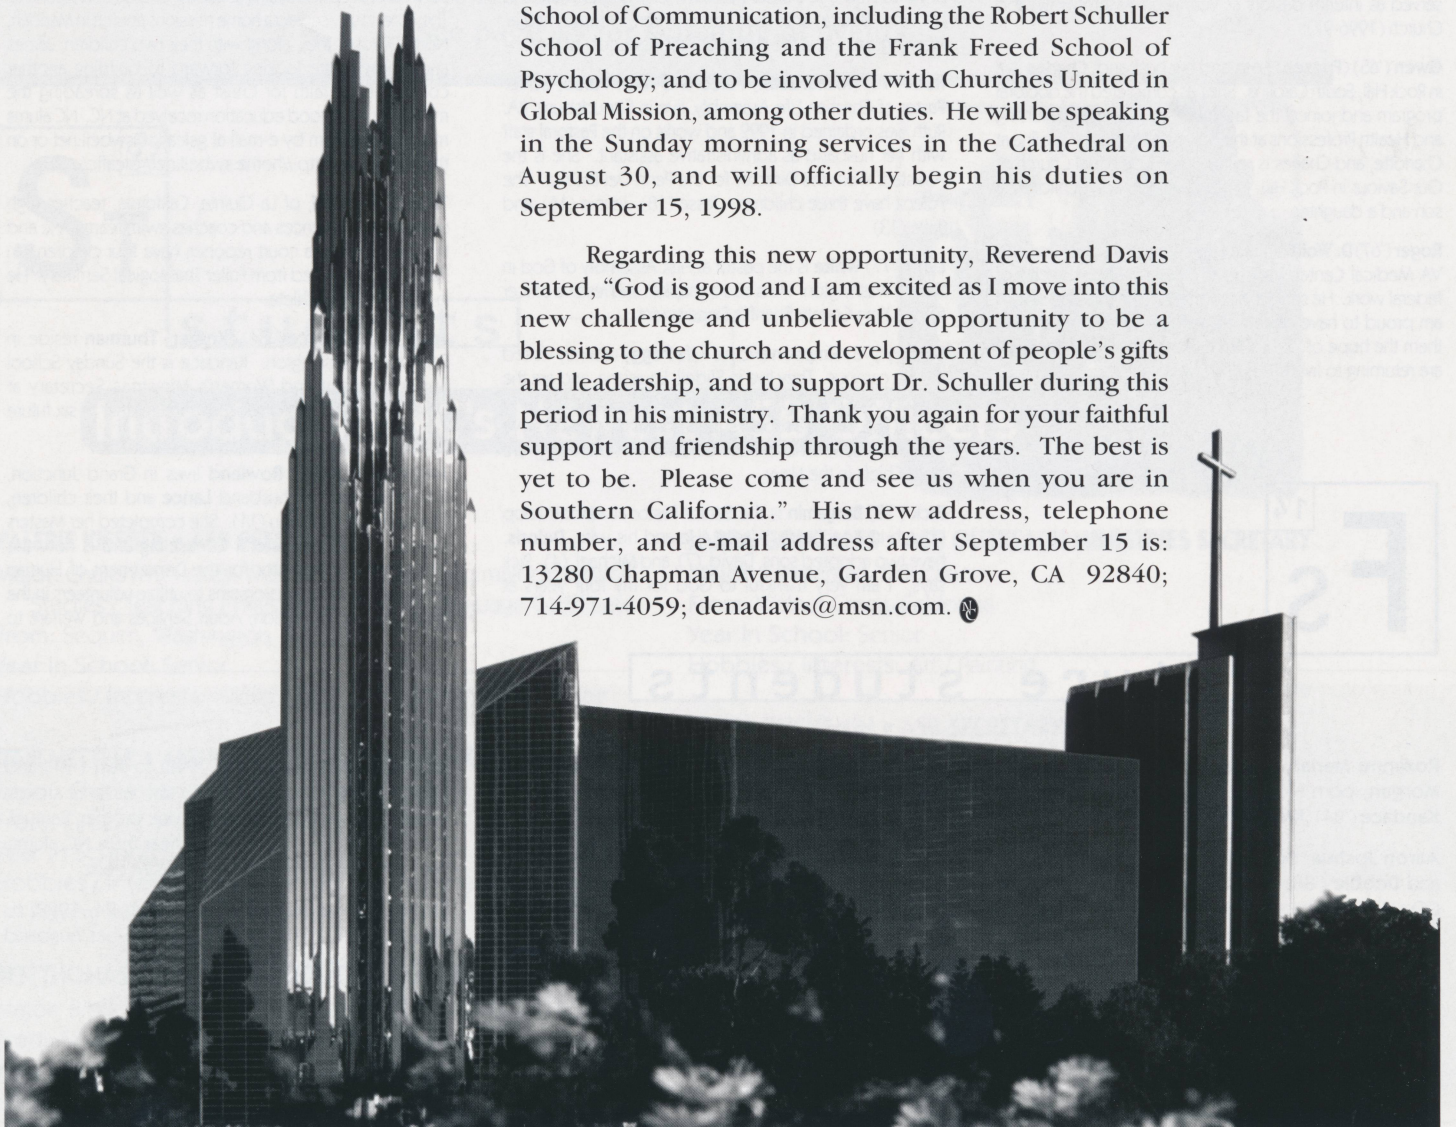 School of Communication, including the Robert Schuller
School of Preaching and the Frank Freed School of
Psychology; and to be involved with Churches United in
Global Mission, among other duties. He will be speaking
in the Sunday morning services in the Cathedral on
August 30, and will officially begin his duties on
September 15, 1998.
Regarding this new opportunity, Reverend Davis
stated, “God is good and I am excited as I move into this
new challenge and unbelievable opportunity to be a
blessing to the church and development of people’s gifts
and leadership, and to support Dr. Schuller during this
period in his ministry. Thank you again for your faithful
support and friendship through the years. The best is
yet to be. Please come and see us when you are in
Southern California.” His new address, telephone
number, and e-mail address after September 15 is:
13280 Chapman Avenue, Garden Grove, CA 92840;
714-971-4059; denadavis@msn.com. NC